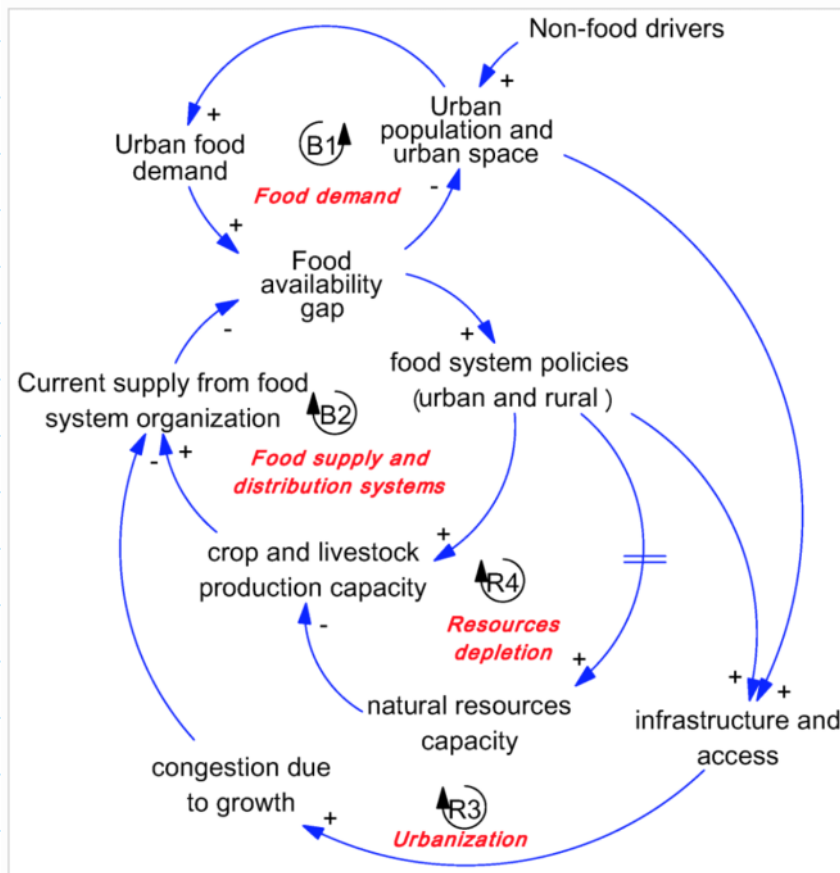 Non-food drivers
+
Urban
population and
urban space
+
Urban food
demand
B1
Food demand
-
+
Food
availability
gap
-
+
food system policies
(urban and rural )
Current supply from food
system organization
B2
- +
Food supply and
distribution systems
+
crop and livestock
production capacity
R4
Resources
depletion
-
+
natural resources
capacity
+ +
infrastructure and
access
congestion due
to growth
+
R3
Urbanization